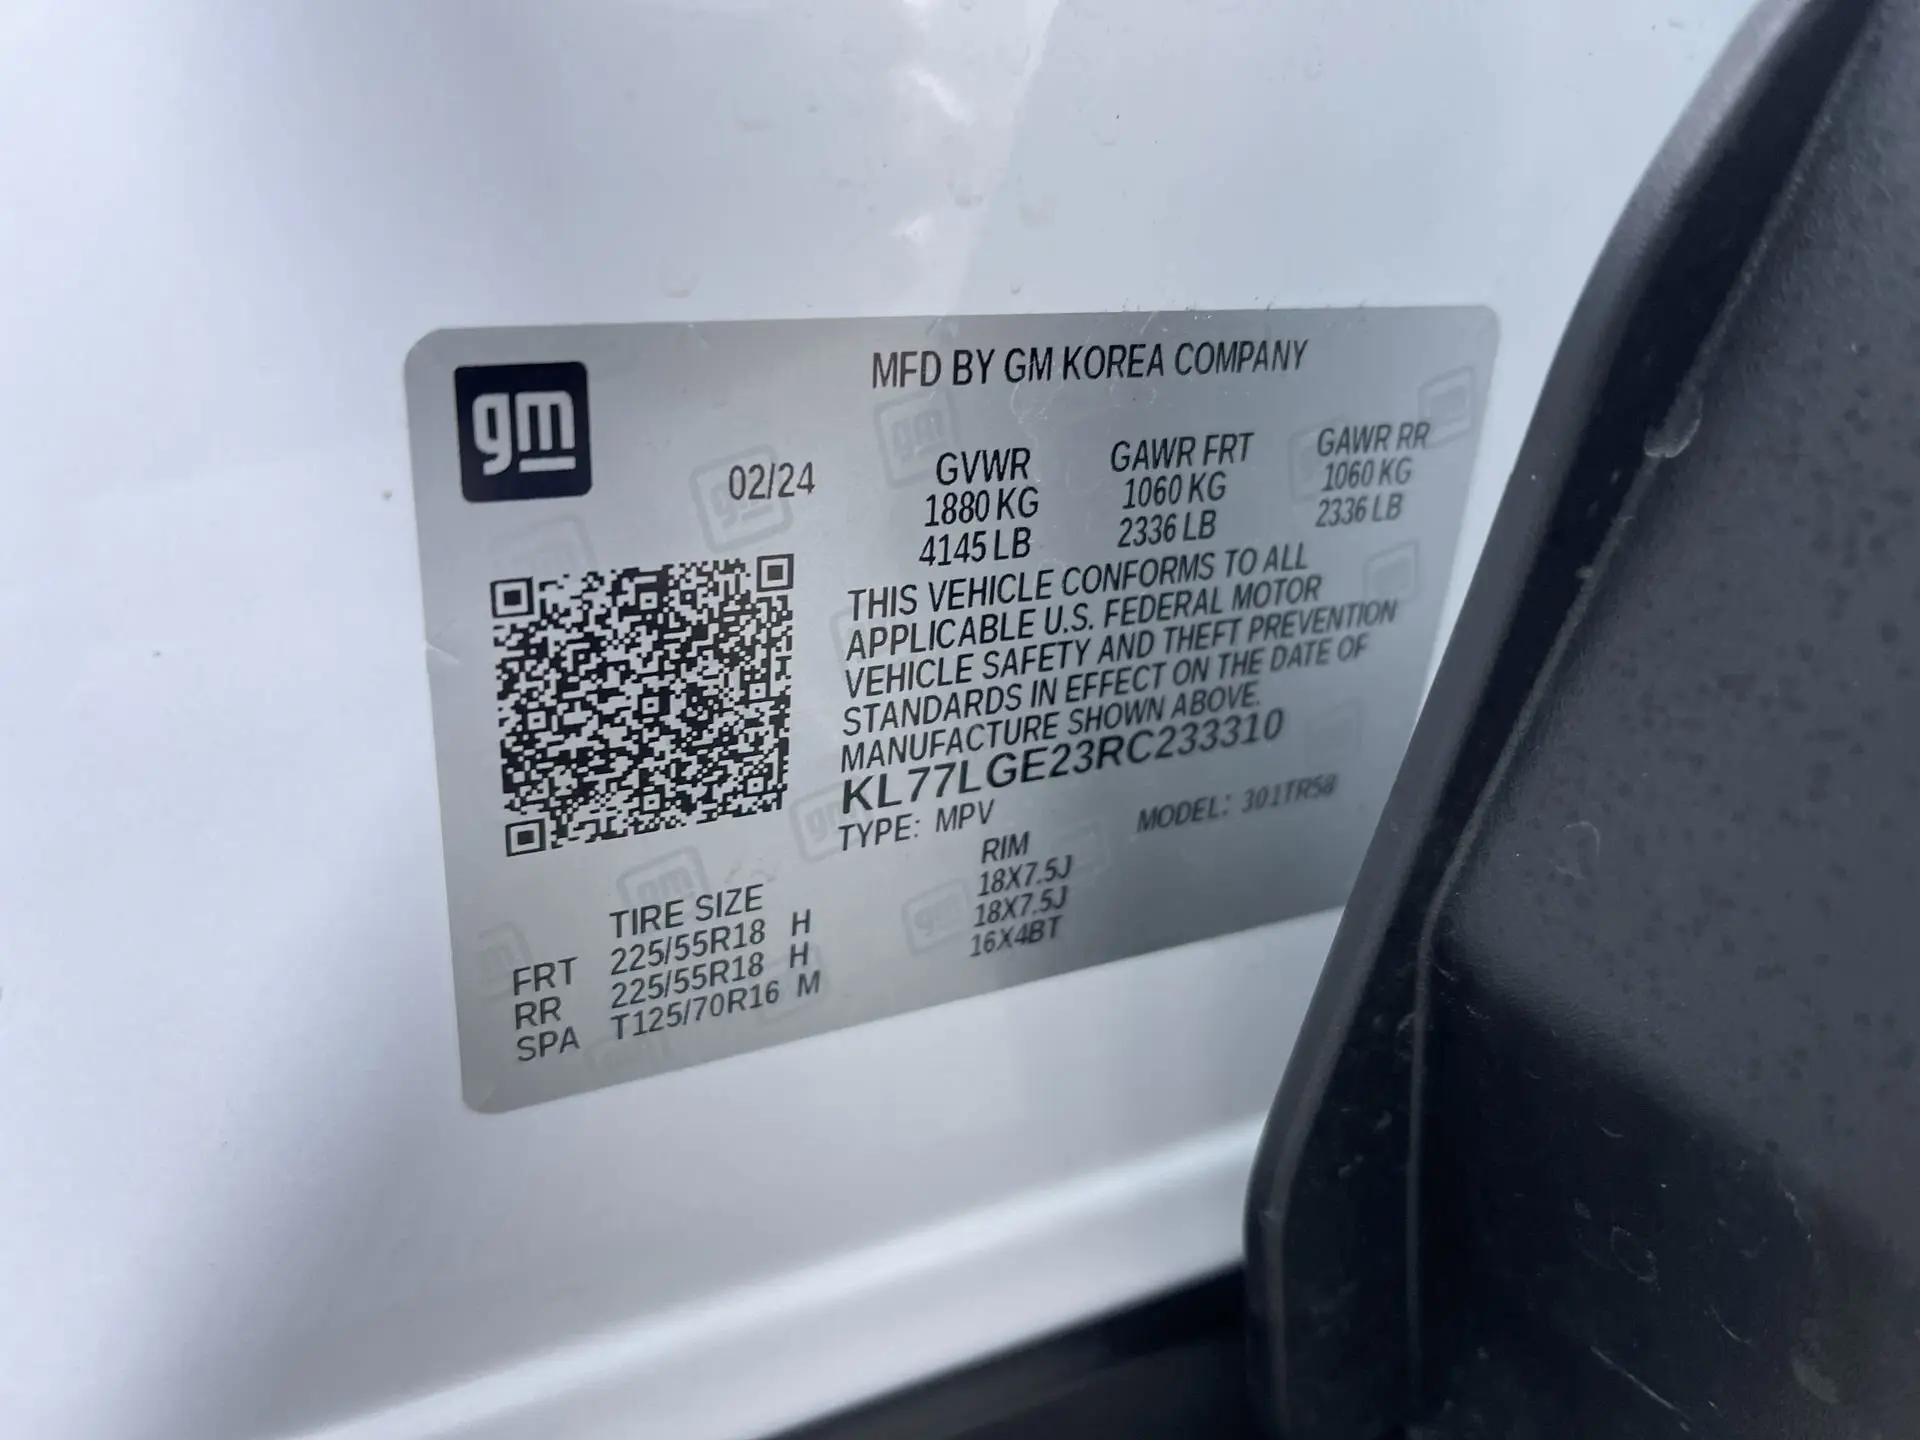 gm
MFD BY GM KOREA COMPANY
02/24
GVWR GAWR FRT GAWR RR
1880 KG 1060 KG 1060 KG
4145 LB 2336 LB 2336 LB
THIS VEHICLE CONFORMS TO ALL
APPLICABLE U.S. FEDERAL MOTOR
VEHICLE SAFETY AND THEFT PREVENTION
STANDARDS IN EFFECT ON THE DATE OF
MANUFACTURE SHOWN ABOVE.
KL77LGE23RC233310
TYPE: MPV MODEL: 301TR58
TIRE SIZE RIM
FRT 225/55R18 H 18X7.5J
RR 225/55R18 H 18X7.5J
SPA T125/70R16 M 16X4BT